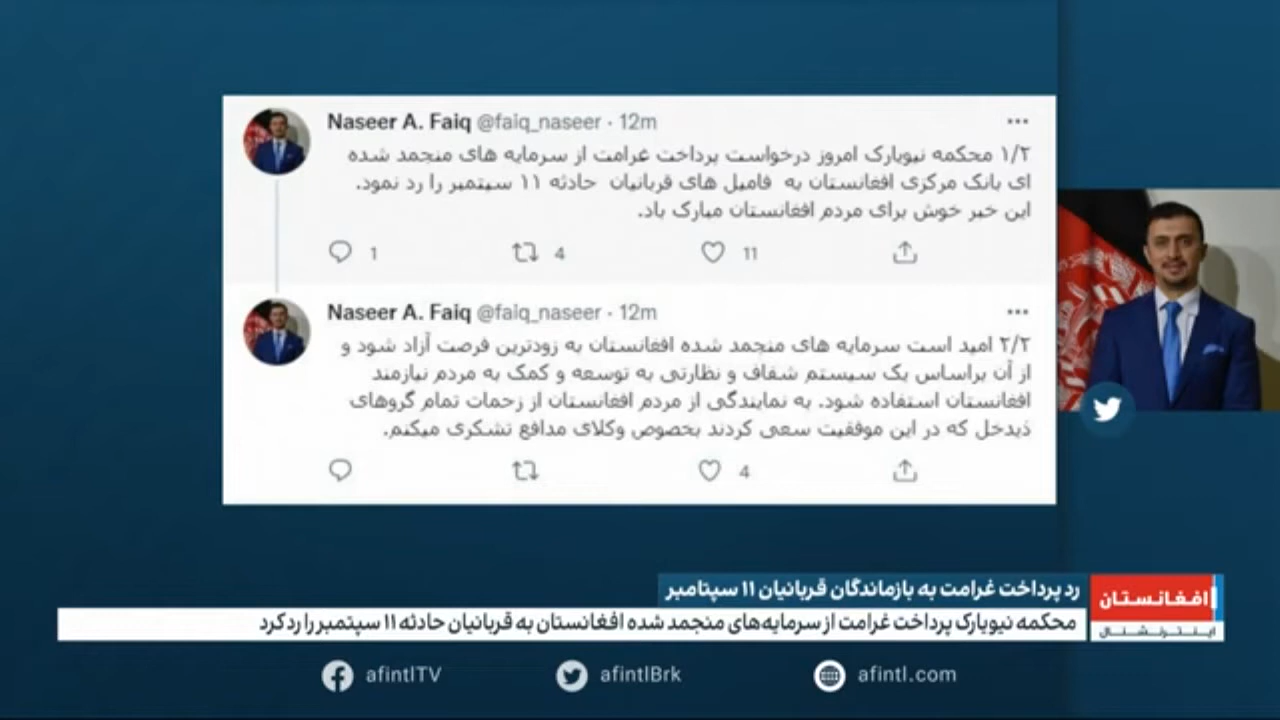 Naseer A. Faiq @faiq_naseer · 12m
۱/۲ محکمه نیویارک امروز درخواست پرداخت غرامت از سرمایه های منجمد شده
ای بانک مرکزی افغانستان به فامیل های قربانیان حادثه ۱۱ سپتمبر را رد نمود.
این خبر خوش برای مردم افغانستان مبارک باد.
1 4 11
Naseer A. Faiq @faiq_naseer · 12m
۲/۲ امید است سرمایه های منجمد شده افغانستان به زودترین فرصت آزاد شود و
از آن براساس یک سیستم شفاف و نظارتی به توسعه و کمک به مردم نیازمند
افغانستان استفاده شود. به نمایندگی از مردم افغانستان از زحمات تمام گروهای
ذیدخل که در این موفقیت سعی کردند بخصوص وکلای مدافع تشکری میکنم.
4
رد پرداخت غرامت به بازماندگان قربانیان ۱۱ سپتامبر
محکمه نیویارک پرداخت غرامت از سرمایه‌های منجمد شده افغانستان به قربانیان حادثه ۱۱ سپتمبر را رد کرد
افغانستان
اینترنشنال
afintlTV afintlBrk afintl.com